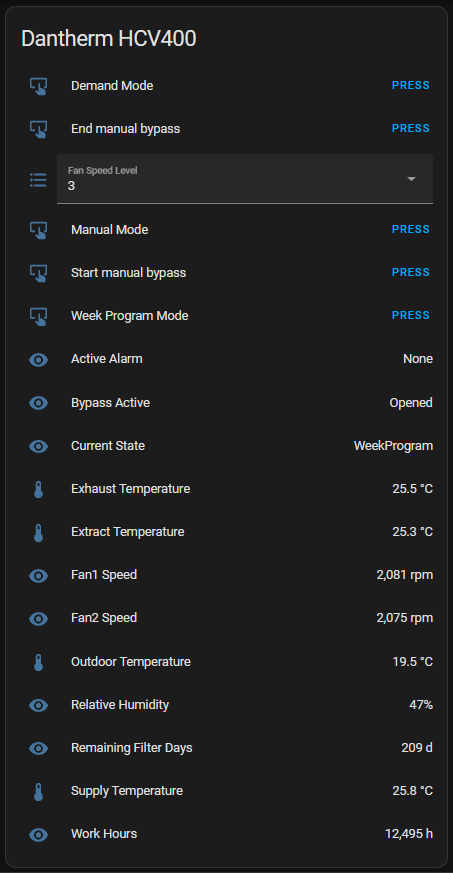 Dantherm HCV400
Demand Mode PRESS
End manual bypass PRESS
Fan Speed Level
3
Manual Mode PRESS
Start manual bypass PRESS
Week Program Mode PRESS
Active Alarm None
Bypass Active Opened
Current State WeekProgram
Exhaust Temperature 25.5 °C
Extract Temperature 25.3 °C
Fan1 Speed 2,081 rpm
Fan2 Speed 2,075 rpm
Outdoor Temperature 19.5 °C
Relative Humidity 47%
Remaining Filter Days 209 d
Supply Temperature 25.8 °C
Work Hours 12,495 h